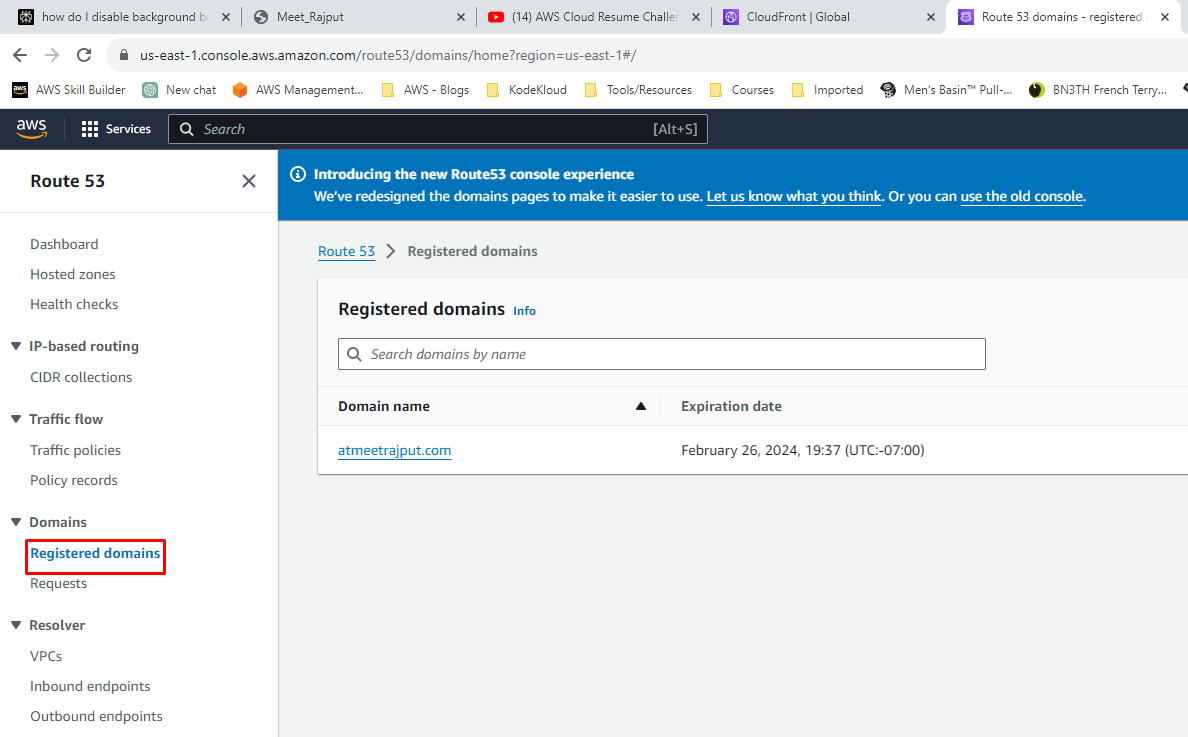 how do I disable background b
Meet_Rajput
(14) AWS Cloud Resume Challer
CloudFront | Global
Route 53 domains - registered
us-east-1.console.aws.amazon.com/route53/domains/home?region=us-east-1#/
aws
AWS Skill Builder
New chat
AWS Management...
AWS - Blogs
KodeKloud
Tools/Resources
Courses
Imported
Men's Basin™ Pull-...
BN3TH French Terry...
aws
Services
Search
[Alt+S]
Route 53
Dashboard
Hosted zones
Health checks
IP-based routing
CIDR collections
Traffic flow
Traffic policies
Policy records
Domains
Registered domains
Requests
Resolver
VPCs
Inbound endpoints
Outbound endpoints
Introducing the new Route53 console experience
We've redesigned the domains pages to make it easier to use. Let us know what you think. Or you can use the old console.
Route 53 > Registered domains
Registered domains Info
Search domains by name
Domain name
Expiration date
atmeetrajput.com
February 26, 2024, 19:37 (UTC:-07:00)